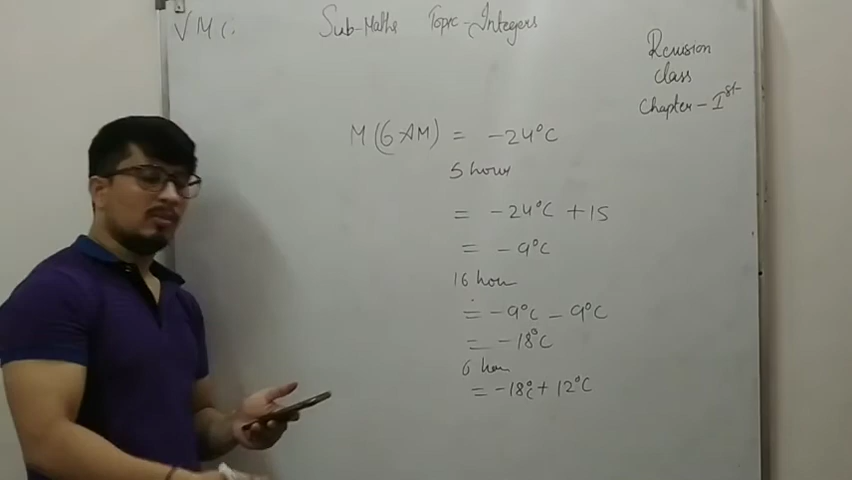 VMC. Sub-Maths Topic-Integers
Revision
class
Chapter-Ist
M(6 AM) = -24°C
5 hour
= -24°C +15
= -9°C
16 hour
= -9°C - 9°C
= -18°C
6 hour
= -18°C + 12°C